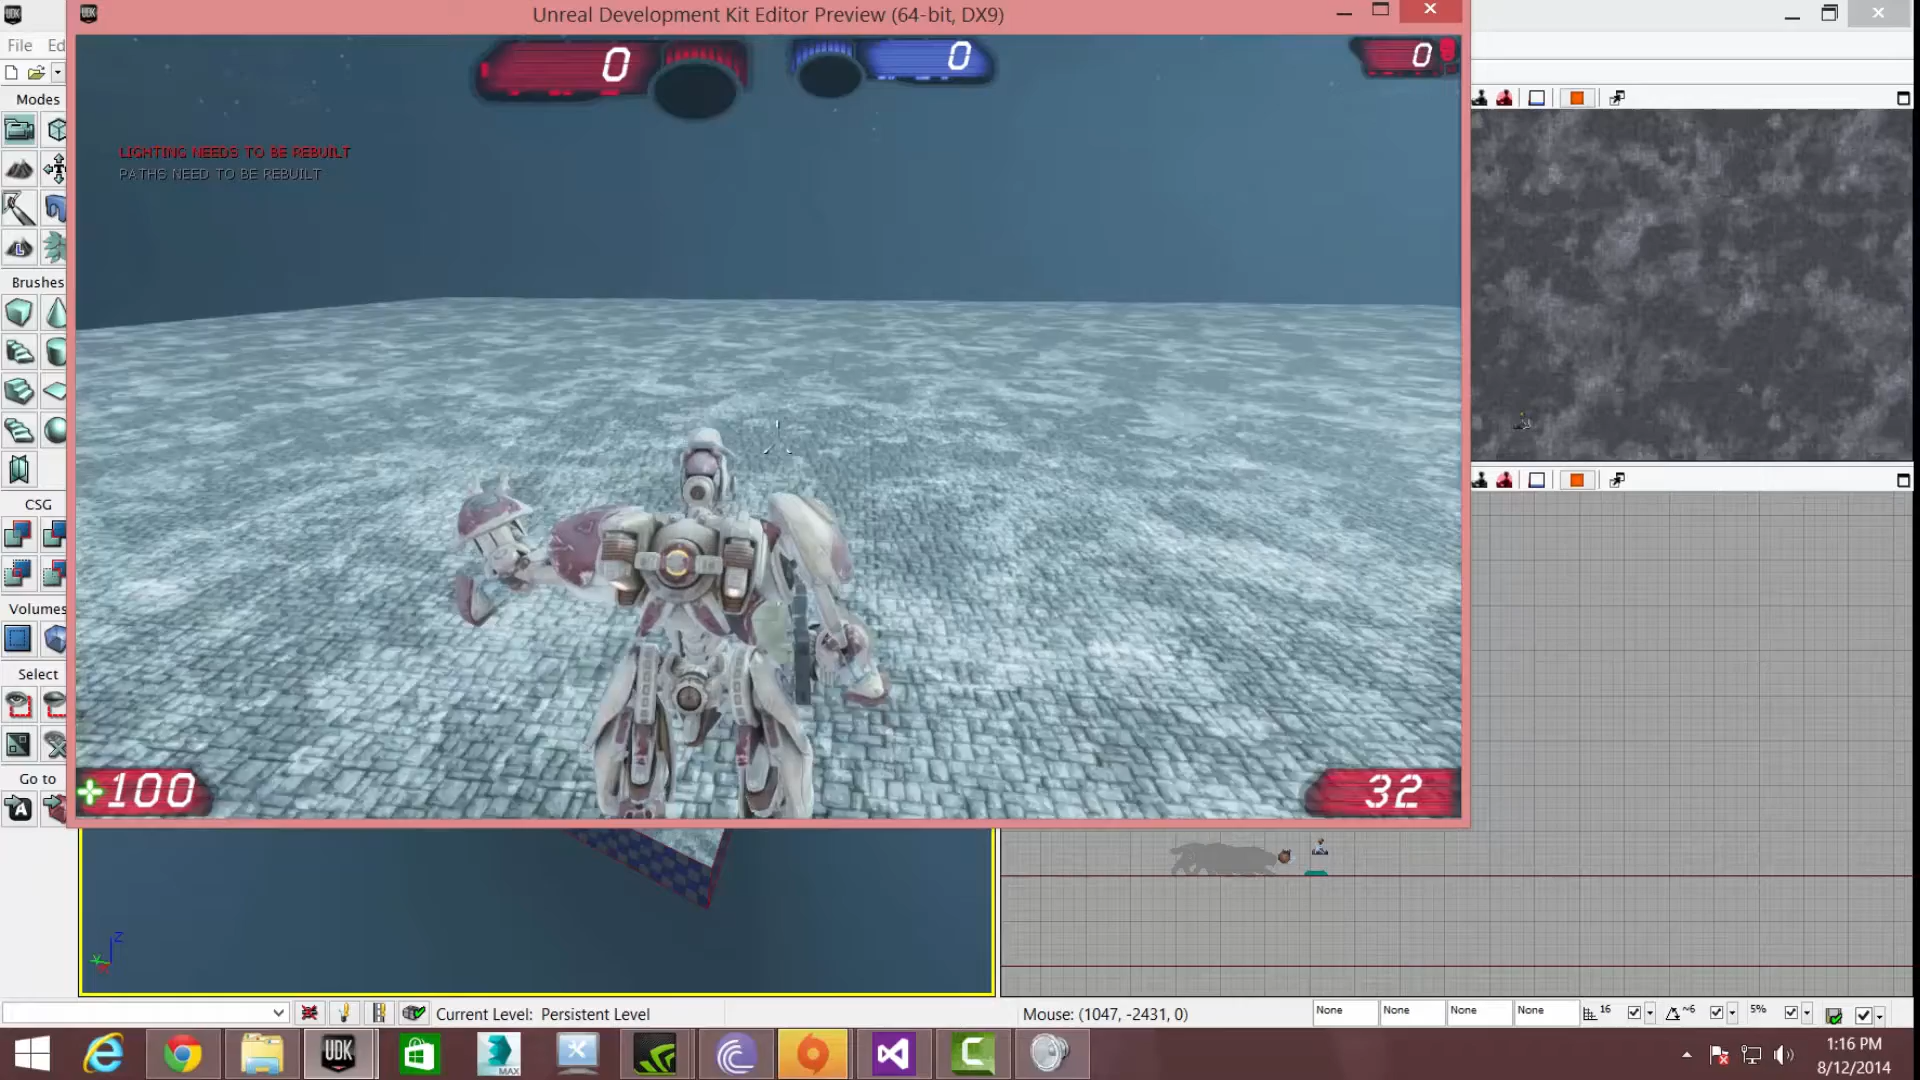 Unreal Development Kit Editor Preview (64-bit, DX9)
File Ed
0 0 0
LIGHTING NEEDS TO BE REBUILT
PATHS NEED TO BE REBUILT
Modes
Brushes
CSG
Volumes
Select
Go to
100
32
Z
Y
Current Level: Persistent Level
Mouse: (1047, -2431, 0)
None None None None 16 ~6 5%
UDK
MAX
C
1:16 PM
8/12/2014